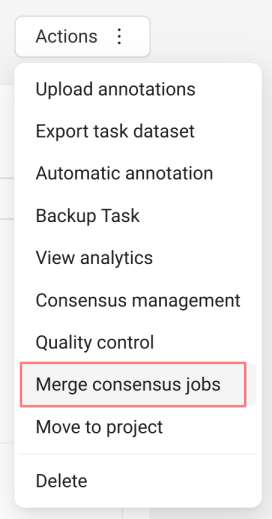 Actions
Upload annotations
Export task dataset
Automatic annotation
Backup Task
View analytics
Consensus management
Quality control
Merge consensus jobs
Move to project
Delete